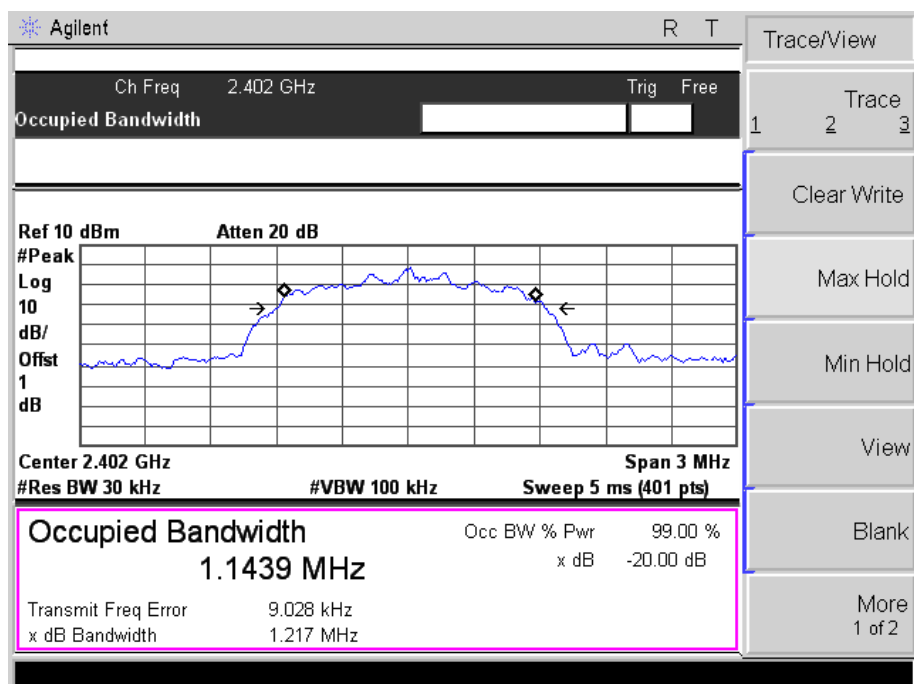 Agilent R T
Trace/View
Ch Freq 2.402 GHz Trig Free
Occupied Bandwidth
Trace
1 2 3
Clear Write
Max Hold
Min Hold
View
Blank
More
1 of 2
Ref 10 dBm Atten 20 dB
#Peak
Log
10
dB/
Offst
1
dB
Center 2.402 GHz Span 3 MHz
#Res BW 30 kHz #VBW 100 kHz Sweep 5 ms (401 pts)
Occupied Bandwidth Occ BW % Pwr 99.00 %
1.1439 MHz x dB -20.00 dB
Transmit Freq Error 9.028 kHz
x dB Bandwidth 1.217 MHz